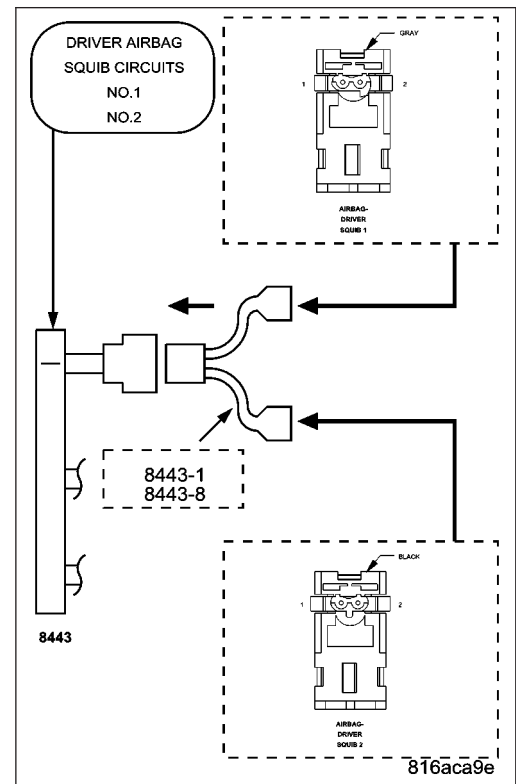 DRIVER AIRBAG
SQUIB CIRCUITS
NO.1
NO.2
GRAY
1
2
AIRBAG-
DRIVER
SQUIB 1
8443-1
8443-8
8443
BLACK
1
2
AIRBAG-
DRIVER
SQUIB 2
816aca9e